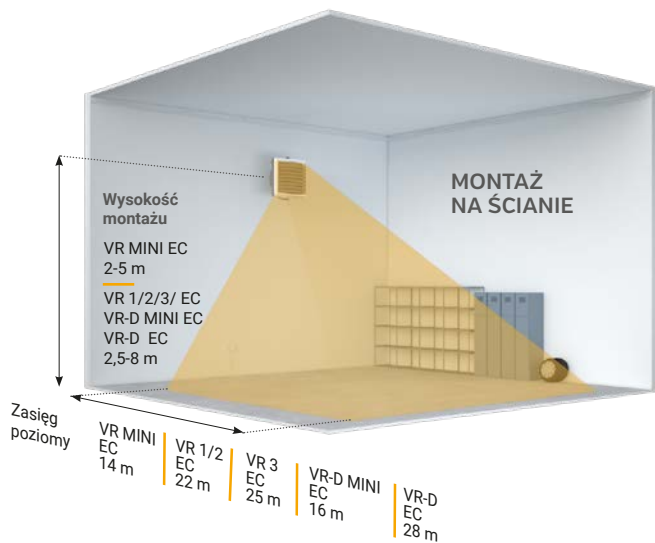 MONTAŻ
NA ŚCIANIE
Wysokość
montażu
VR MINI EC
2-5 m
VR 1/2/3/ EC
VR-D MINI EC
VR-D EC
2,5-8 m
Zasięg
poziomy
VR MINI
EC
14 m
VR 1/2
EC
22 m
VR 3
EC
25 m
VR-D MINI
EC
16 m
VR-D
EC
28 m